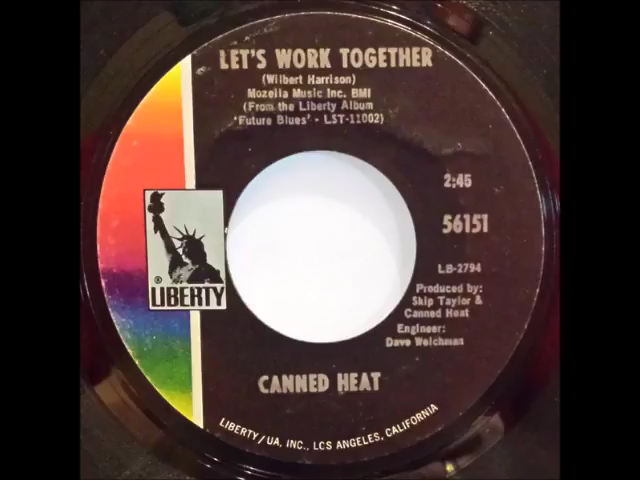 LET'S WORK TOGETHER
(Wilbert Harrison)
Mozella Music Inc. BMI
(From the Liberty Album
'Future Blues' - LST-11002)
2:45
56151
LB-2794
Produced by:
Skip Taylor &
Canned Heat
Engineer:
Dave Weichman
® LIBERTY
CANNED HEAT
LIBERTY/UA, INC., LOS ANGELES, CALIFORNIA